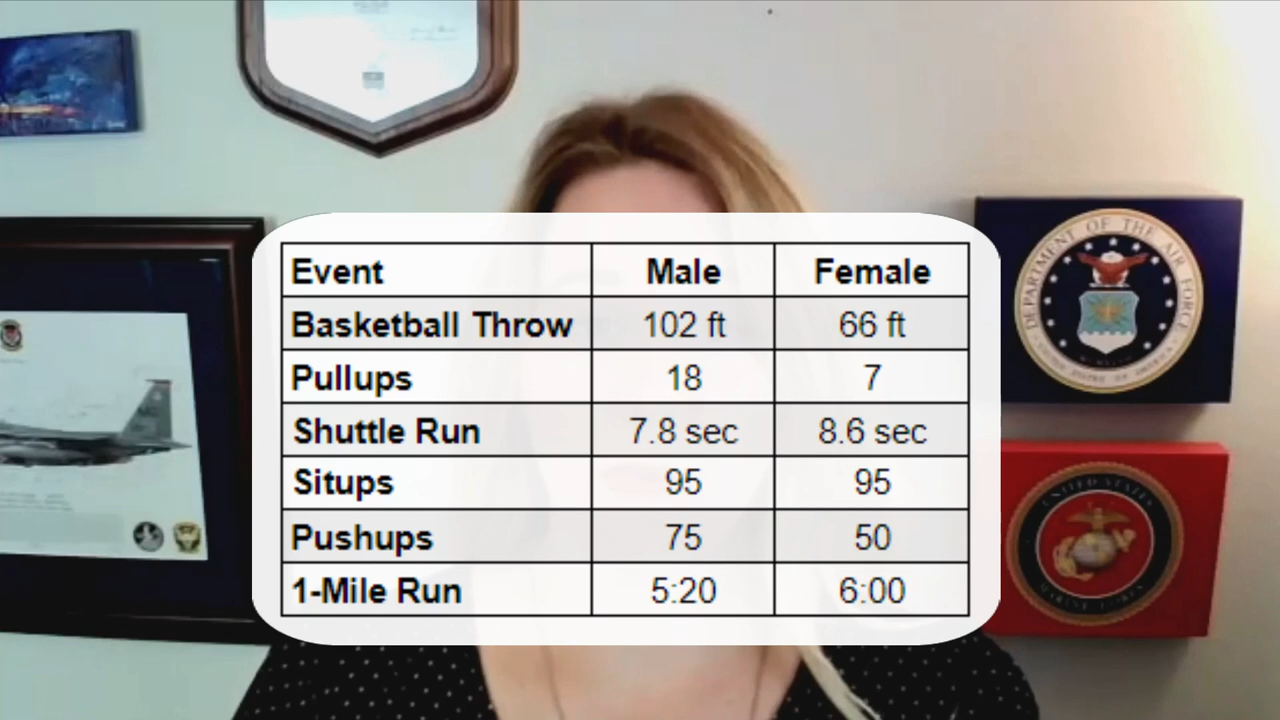 Event Male Female
Basketball Throw 102 ft 66 ft
Pullups 18 7
Shuttle Run 7.8 sec 8.6 sec
Situps 95 95
Pushups 75 50
1-Mile Run 5:20 6:00
DEPARTMENT OF THE AIR FORCE
UNITED STATES OF AMERICA
UNITED STATES
MARINE CORPS